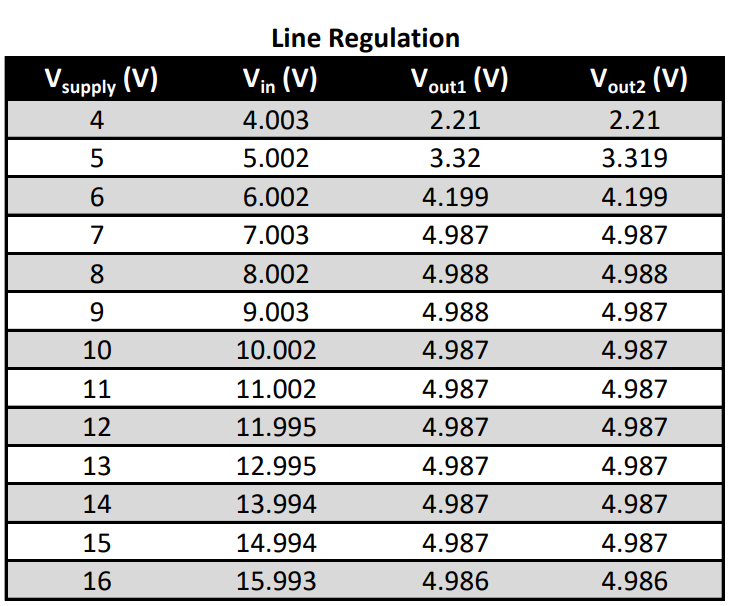 Line Regulation
Vsupply (V) Vin (V) Vout1 (V) Vout2 (V)
4 4.003 2.21 2.21
5 5.002 3.32 3.319
6 6.002 4.199 4.199
7 7.003 4.987 4.987
8 8.002 4.988 4.988
9 9.003 4.988 4.987
10 10.002 4.987 4.987
11 11.002 4.987 4.987
12 11.995 4.987 4.987
13 12.995 4.987 4.987
14 13.994 4.987 4.987
15 14.994 4.987 4.987
16 15.993 4.986 4.986